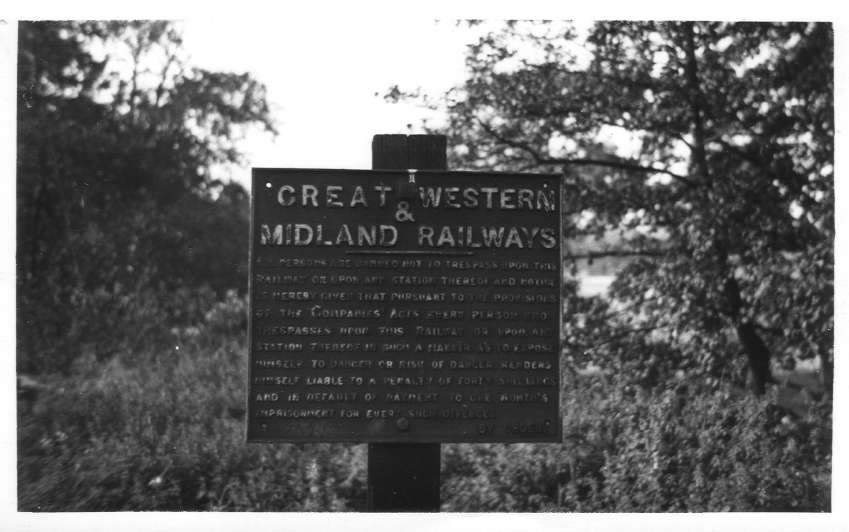 GREAT WESTERN
&
MIDLAND RAILWAYS
ALL PERSONS ARE WARNED NOT TO TRESPASS UPON THIS
RAILWAY OR UPON ANY STATION THEREOF AND NOTICE
IS HEREBY GIVEN THAT PURSUANT TO THE PROVISIONS
OF THE COMPANIES ACTS EVERY PERSON WHO
TRESPASSES UPON THIS RAILWAY OR UPON ANY
STATION THEREOF IN SUCH A MANNER AS TO EXPOSE
HIMSELF TO DANGER OR RISK OF DANGER RENDERS
HIMSELF LIABLE TO A PENALTY OF FORTY SHILLINGS
AND IN DEFAULT OF PAYMENT TO ONE MONTH'S
IMPRISONMENT FOR EVERY SUCH OFFENCE
BY ORDER